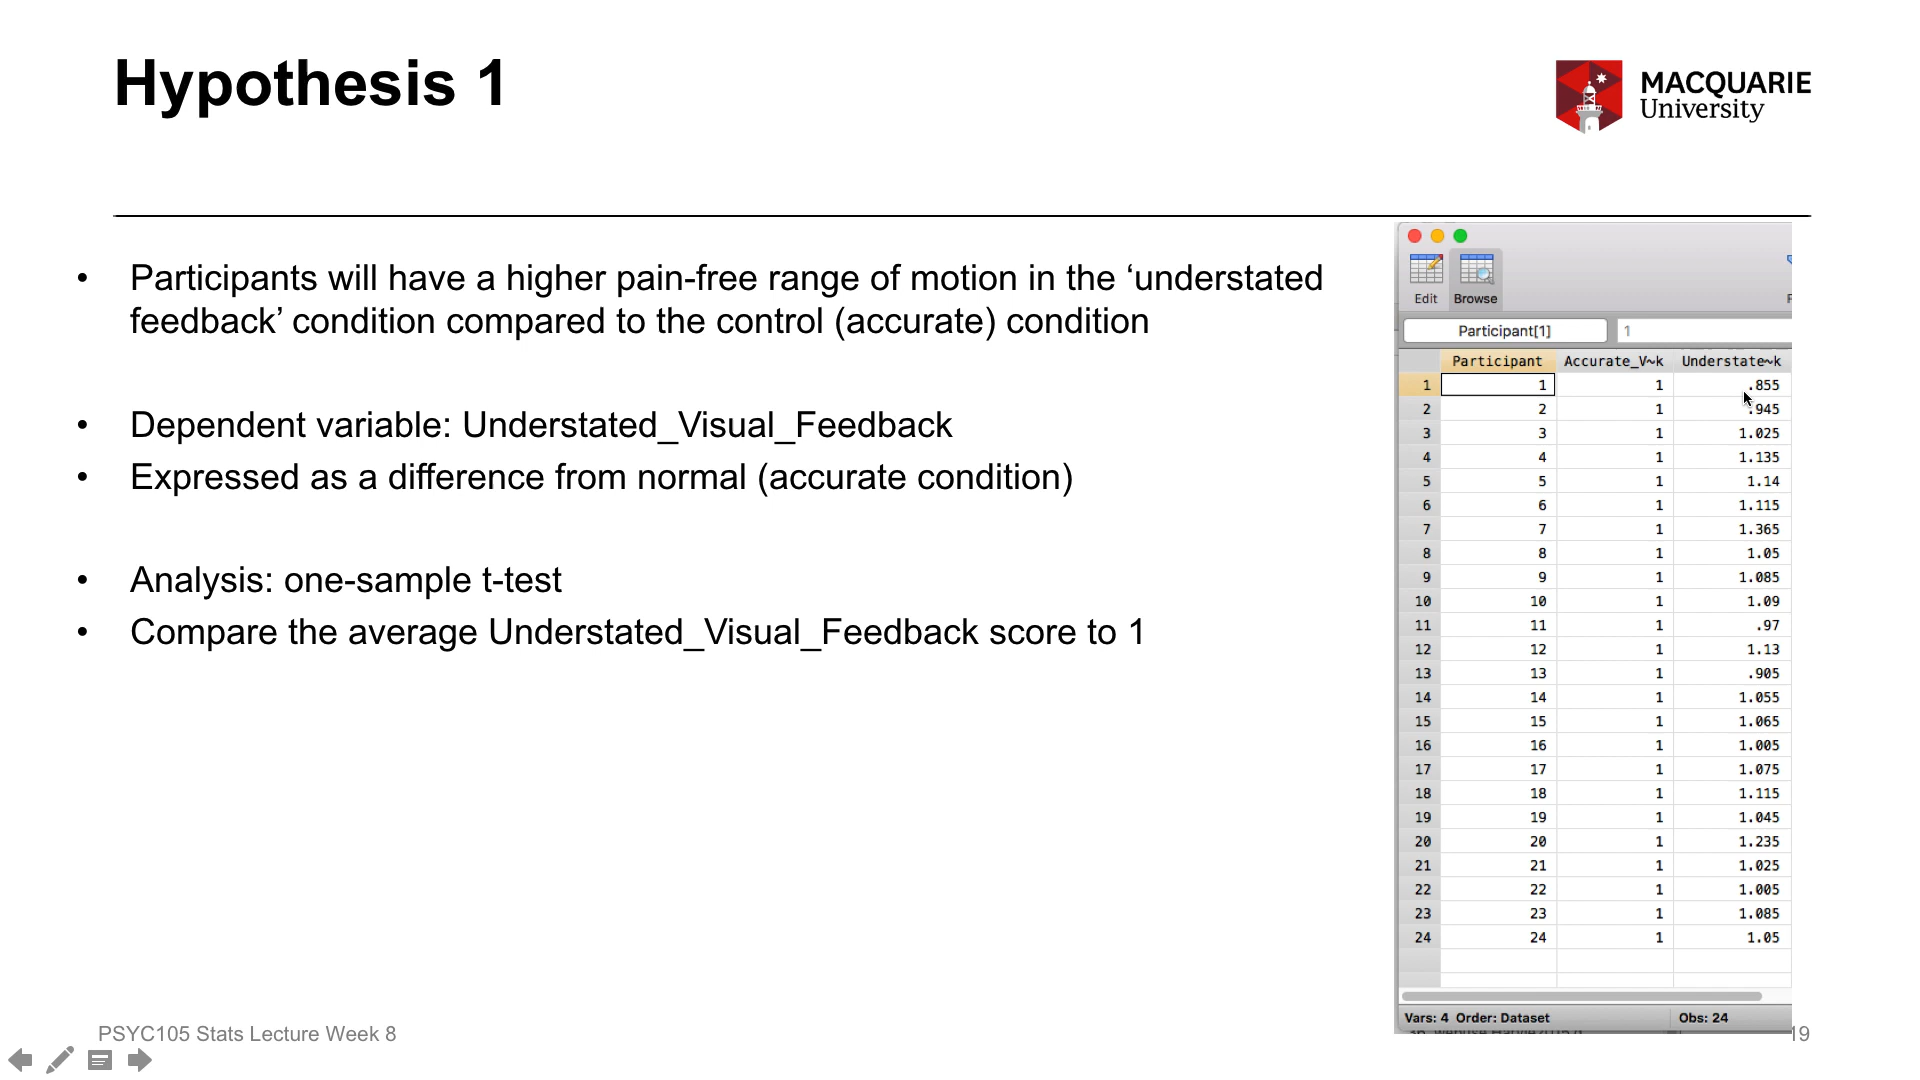 Hypothesis 1
MACQUARIE
University
• Participants will have a higher pain-free range of motion in the ‘understated
feedback’ condition compared to the control (accurate) condition
• Dependent variable: Understated_Visual_Feedback
• Expressed as a difference from normal (accurate condition)
• Analysis: one-sample t-test
• Compare the average Understated_Visual_Feedback score to 1
Edit Browse
Participant[1] 1
Participant Accurate_V~k Understate~k
1 1 1 .855
2 2 1 .945
3 3 1 1.025
4 4 1 1.135
5 5 1 1.14
6 6 1 1.115
7 7 1 1.365
8 8 1 1.05
9 9 1 1.085
10 10 1 1.09
11 11 1 .97
12 12 1 1.13
13 13 1 .905
14 14 1 1.055
15 15 1 1.065
16 16 1 1.005
17 17 1 1.075
18 18 1 1.115
19 19 1 1.045
20 20 1 1.235
21 21 1 1.025
22 22 1 1.005
23 23 1 1.085
24 24 1 1.05
Vars: 4 Order: Dataset Obs: 24
PSYC105 Stats Lecture Week 8
19